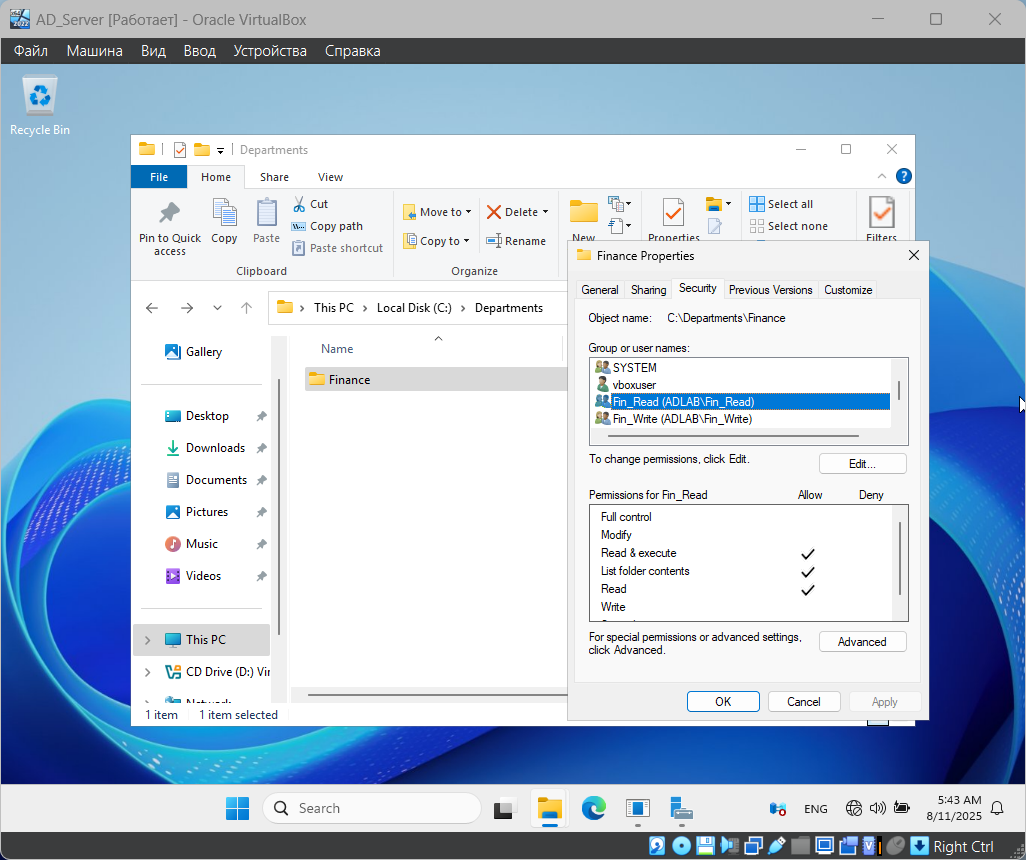 AD_Server [Работает] - Oracle VirtualBox
Файл Машина Вид Ввод Устройства Справка
Recycle Bin
Departments
File Home Share View
Pin to Quick access
Copy
Paste
Cut
Copy path
Paste shortcut
Clipboard
Move to
Copy to
Delete
Rename
Organize
New
Properties
Select all
Select none
Filters
This PC > Local Disk (C:) > Departments
Gallery
Desktop
Downloads
Documents
Pictures
Music
Videos
This PC
CD Drive (D:) Vir
Network
Name
Finance
1 item 1 item selected
Finance Properties
General Sharing Security Previous Versions Customize
Object name: C:\Departments\Finance
Group or user names:
SYSTEM
vboxuser
Fin_Read (ADLAB\Fin_Read)
Fin_Write (ADLAB\Fin_Write)
To change permissions, click Edit.
Edit...
Permissions for Fin_Read Allow Deny
Full control
Modify
Read & execute
List folder contents
Read
Write
For special permissions or advanced settings,
click Advanced.
Advanced
OK Cancel Apply
Search
ENG
5:43 AM
8/11/2025
Right Ctrl